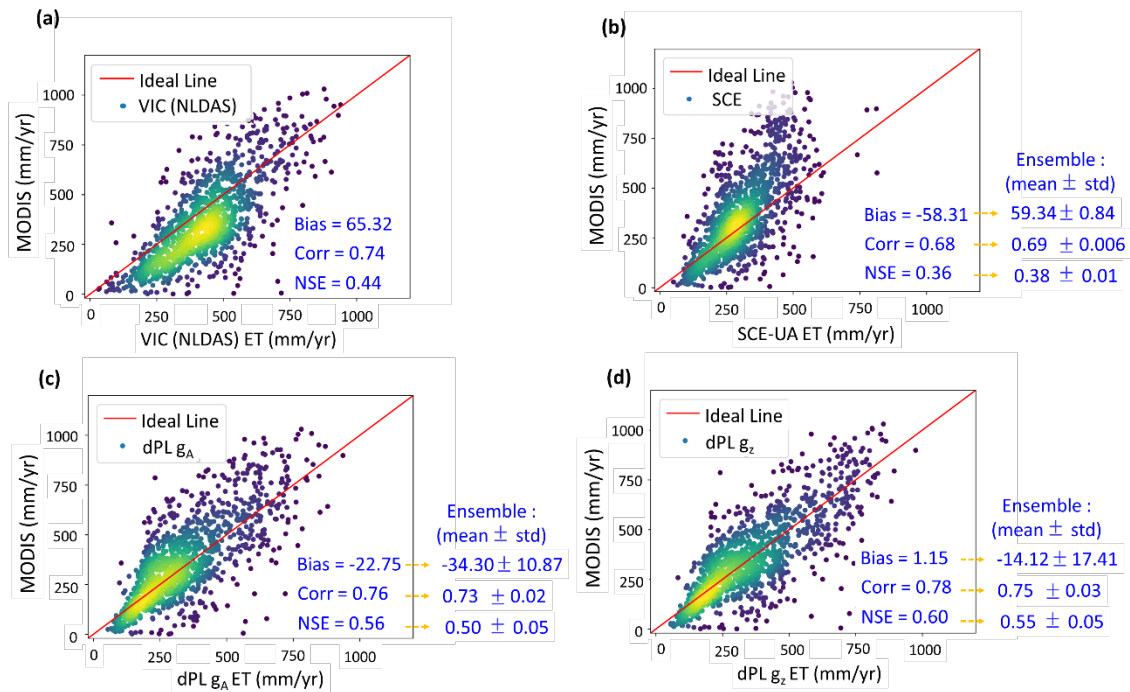 (a)
Ideal Line
VIC (NLDAS)
MODIS (mm/yr)
1000
750
500
250
0
Bias = 65.32
Corr = 0.74
NSE = 0.44
0 250 500 750 1000
VIC (NLDAS) ET (mm/yr)
(b)
Ideal Line
SCE
MODIS (mm/yr)
1000
750
500
250
0
Ensemble :
(mean ± std)
Bias = -58.31 59.34 ± 0.84
Corr = 0.68 0.69 ± 0.006
NSE = 0.36 0.38 ± 0.01
0 250 500 750 1000
SCE-UA ET (mm/yr)
(c)
Ideal Line
dPL gA
MODIS (mm/yr)
1000
750
500
250
0
Ensemble :
(mean ± std)
Bias = -22.75 -34.30 ± 10.87
Corr = 0.76 0.73 ± 0.02
NSE = 0.56 0.50 ± 0.05
0 250 500 750 1000
dPL gA ET (mm/yr)
(d)
Ideal Line
dPL gz
MODIS (mm/yr)
1000
750
500
250
0
Ensemble :
(mean ± std)
Bias = 1.15 -14.12 ± 17.41
Corr = 0.78 0.75 ± 0.03
NSE = 0.60 0.55 ± 0.05
0 250 500 750 1000
dPL gz ET (mm/yr)